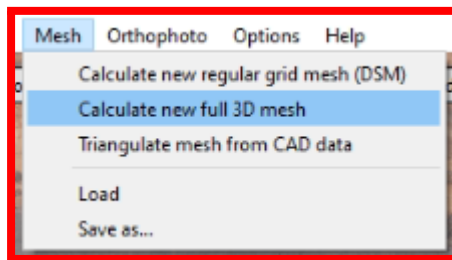 Mesh Orthophoto Options Help
Calculate new regular grid mesh (DSM)
Calculate new full 3D mesh
Triangulate mesh from CAD data
Load
Save as...